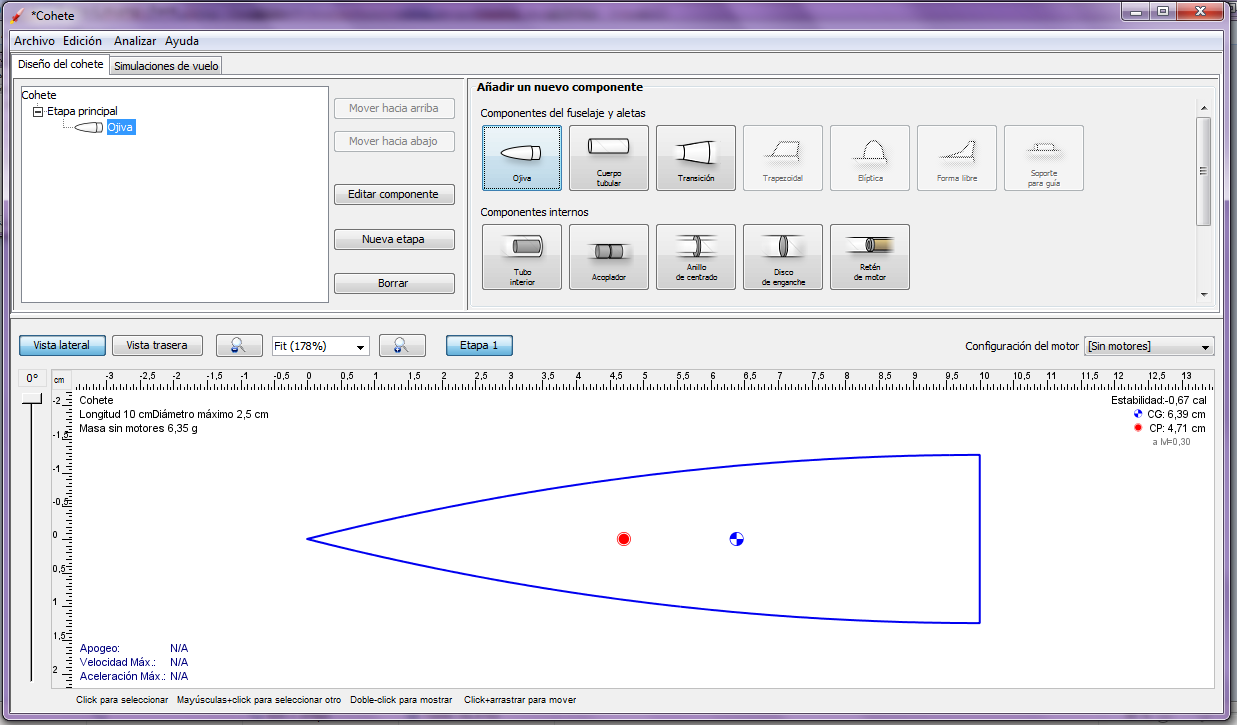 *Cohete
Archivo Edición Analizar Ayuda
Diseño del cohete Simulaciones de vuelo
Cohete
Etapa principal
Ojiva
Mover hacia arriba
Mover hacia abajo
Editar componente
Nueva etapa
Borrar
Añadir un nuevo componente
Componentes del fuselaje y aletas
Ojiva
Cuerpo
tubular
Transición
Trapezoidal
Elíptica
Forma libre
Soporte
para guía
Componentes internos
Tubo
interior
Acoplador
Anillo
de centrado
Disco
de enganche
Retén
de motor
Vista lateral Vista trasera Fit (178%) Etapa 1 Configuración del motor [Sin motores]
0° cm -3 -2,5 -2 -1,5 -1 -0,5 0 0,5 1 1,5 2 2,5 3 3,5 4 4,5 5 5,5 6 6,5 7 7,5 8 8,5 9 9,5 10 10,5 11 11,5 12 12,5 13
-2
-1,5
-1
-0,5
0
0,5
1
1,5
2
Cohete
Longitud 10 cmDiámetro máximo 2,5 cm
Masa sin motores 6,35 g
Estabilidad:-0,67 cal
CG: 6,39 cm
CP: 4,71 cm
a M=0,30
Apogeo: N/A
Velocidad Máx.: N/A
Aceleración Máx.: N/A
Click para seleccionar Mayúsculas+click para seleccionar otro Doble-click para mostrar Click+arrastrar para mover